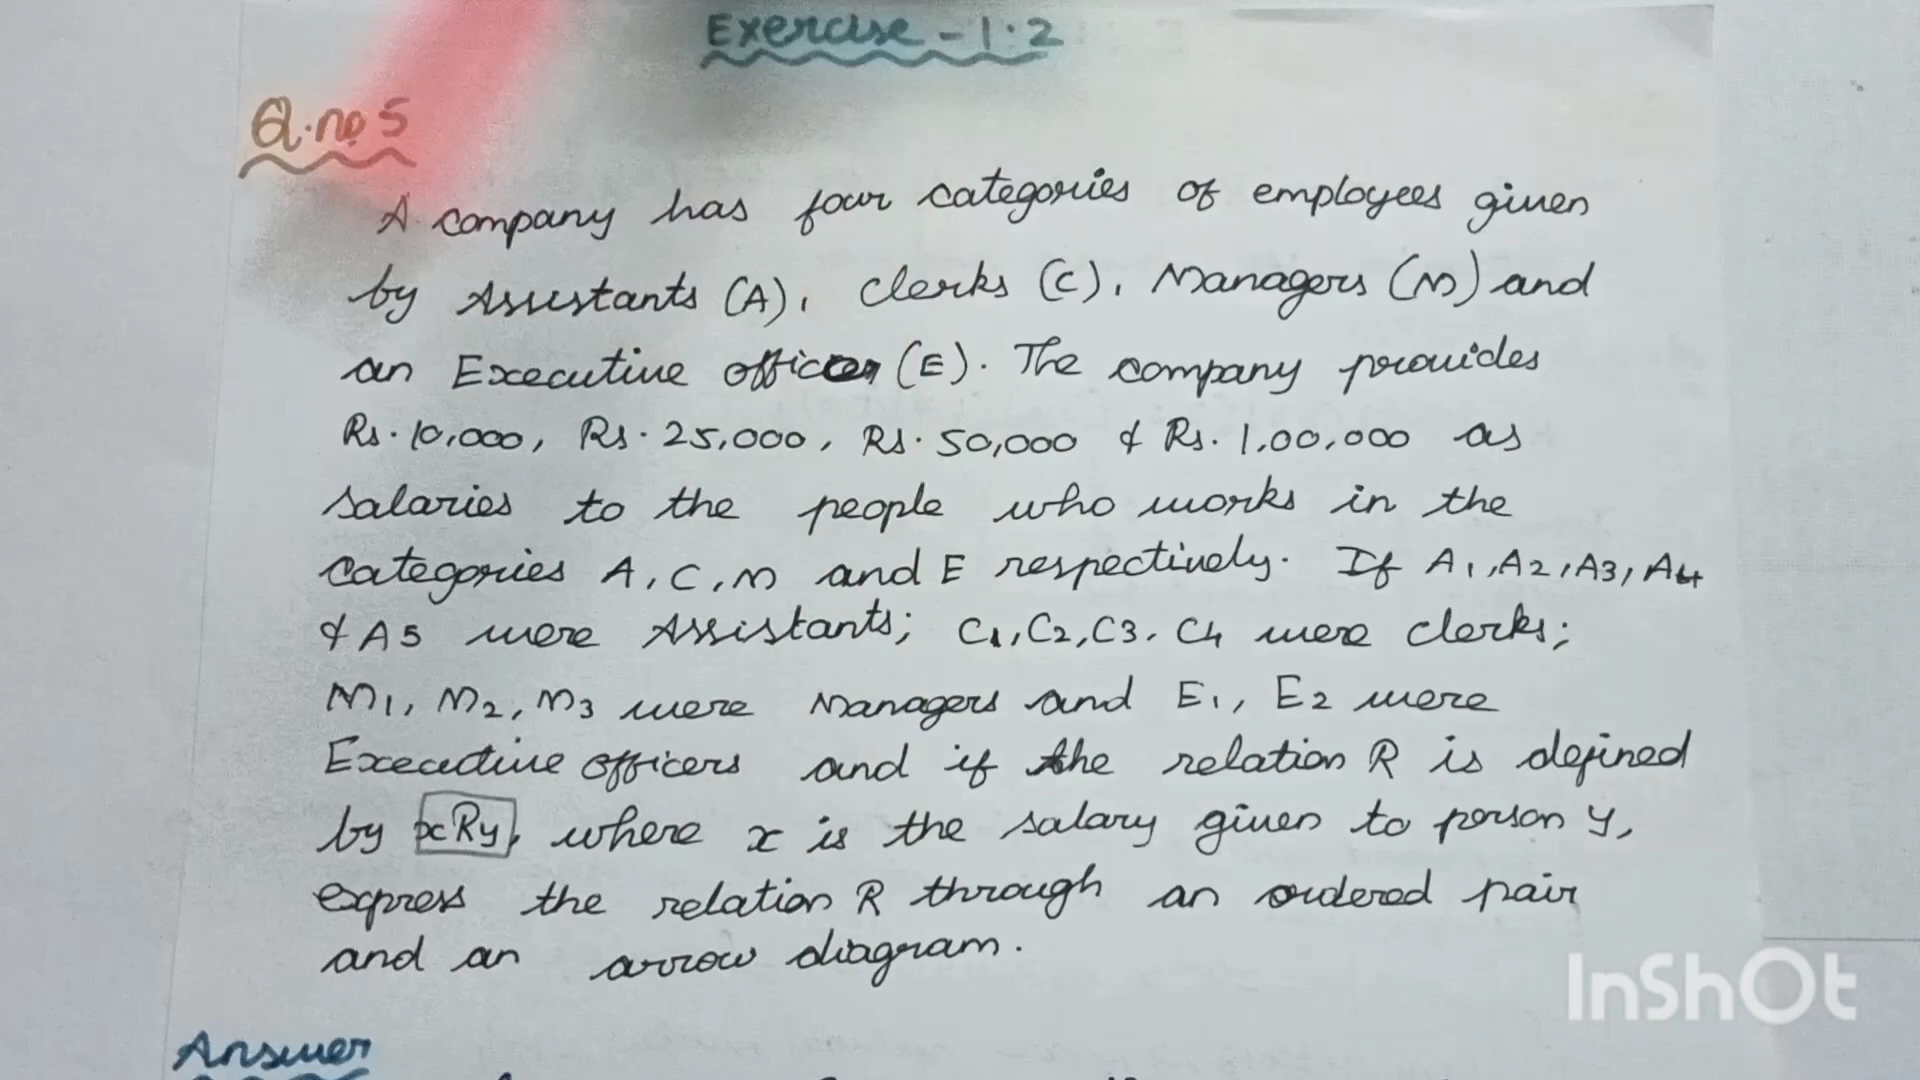 Exercise - 1.2
Q.no 5
A company has four categories of employees given
by Assistants (A), Clerks (C), Managers (M) and
an Executive officer (E). The company provides
Rs. 10,000, Rs. 25,000, Rs. 50,000 & Rs. 1,00,000 as
salaries to the people who works in the
categories A, C, M and E respectively. If A1, A2, A3, A4
& A5 were Assistants; C1, C2, C3, C4 were clerks;
M1, M2, M3 were Managers and E1, E2 were
Executive officers and if the relation R is defined
by xRy, where x is the salary given to person y,
express the relation R through an ordered pair
and an arrow diagram.
InShOt
Answer